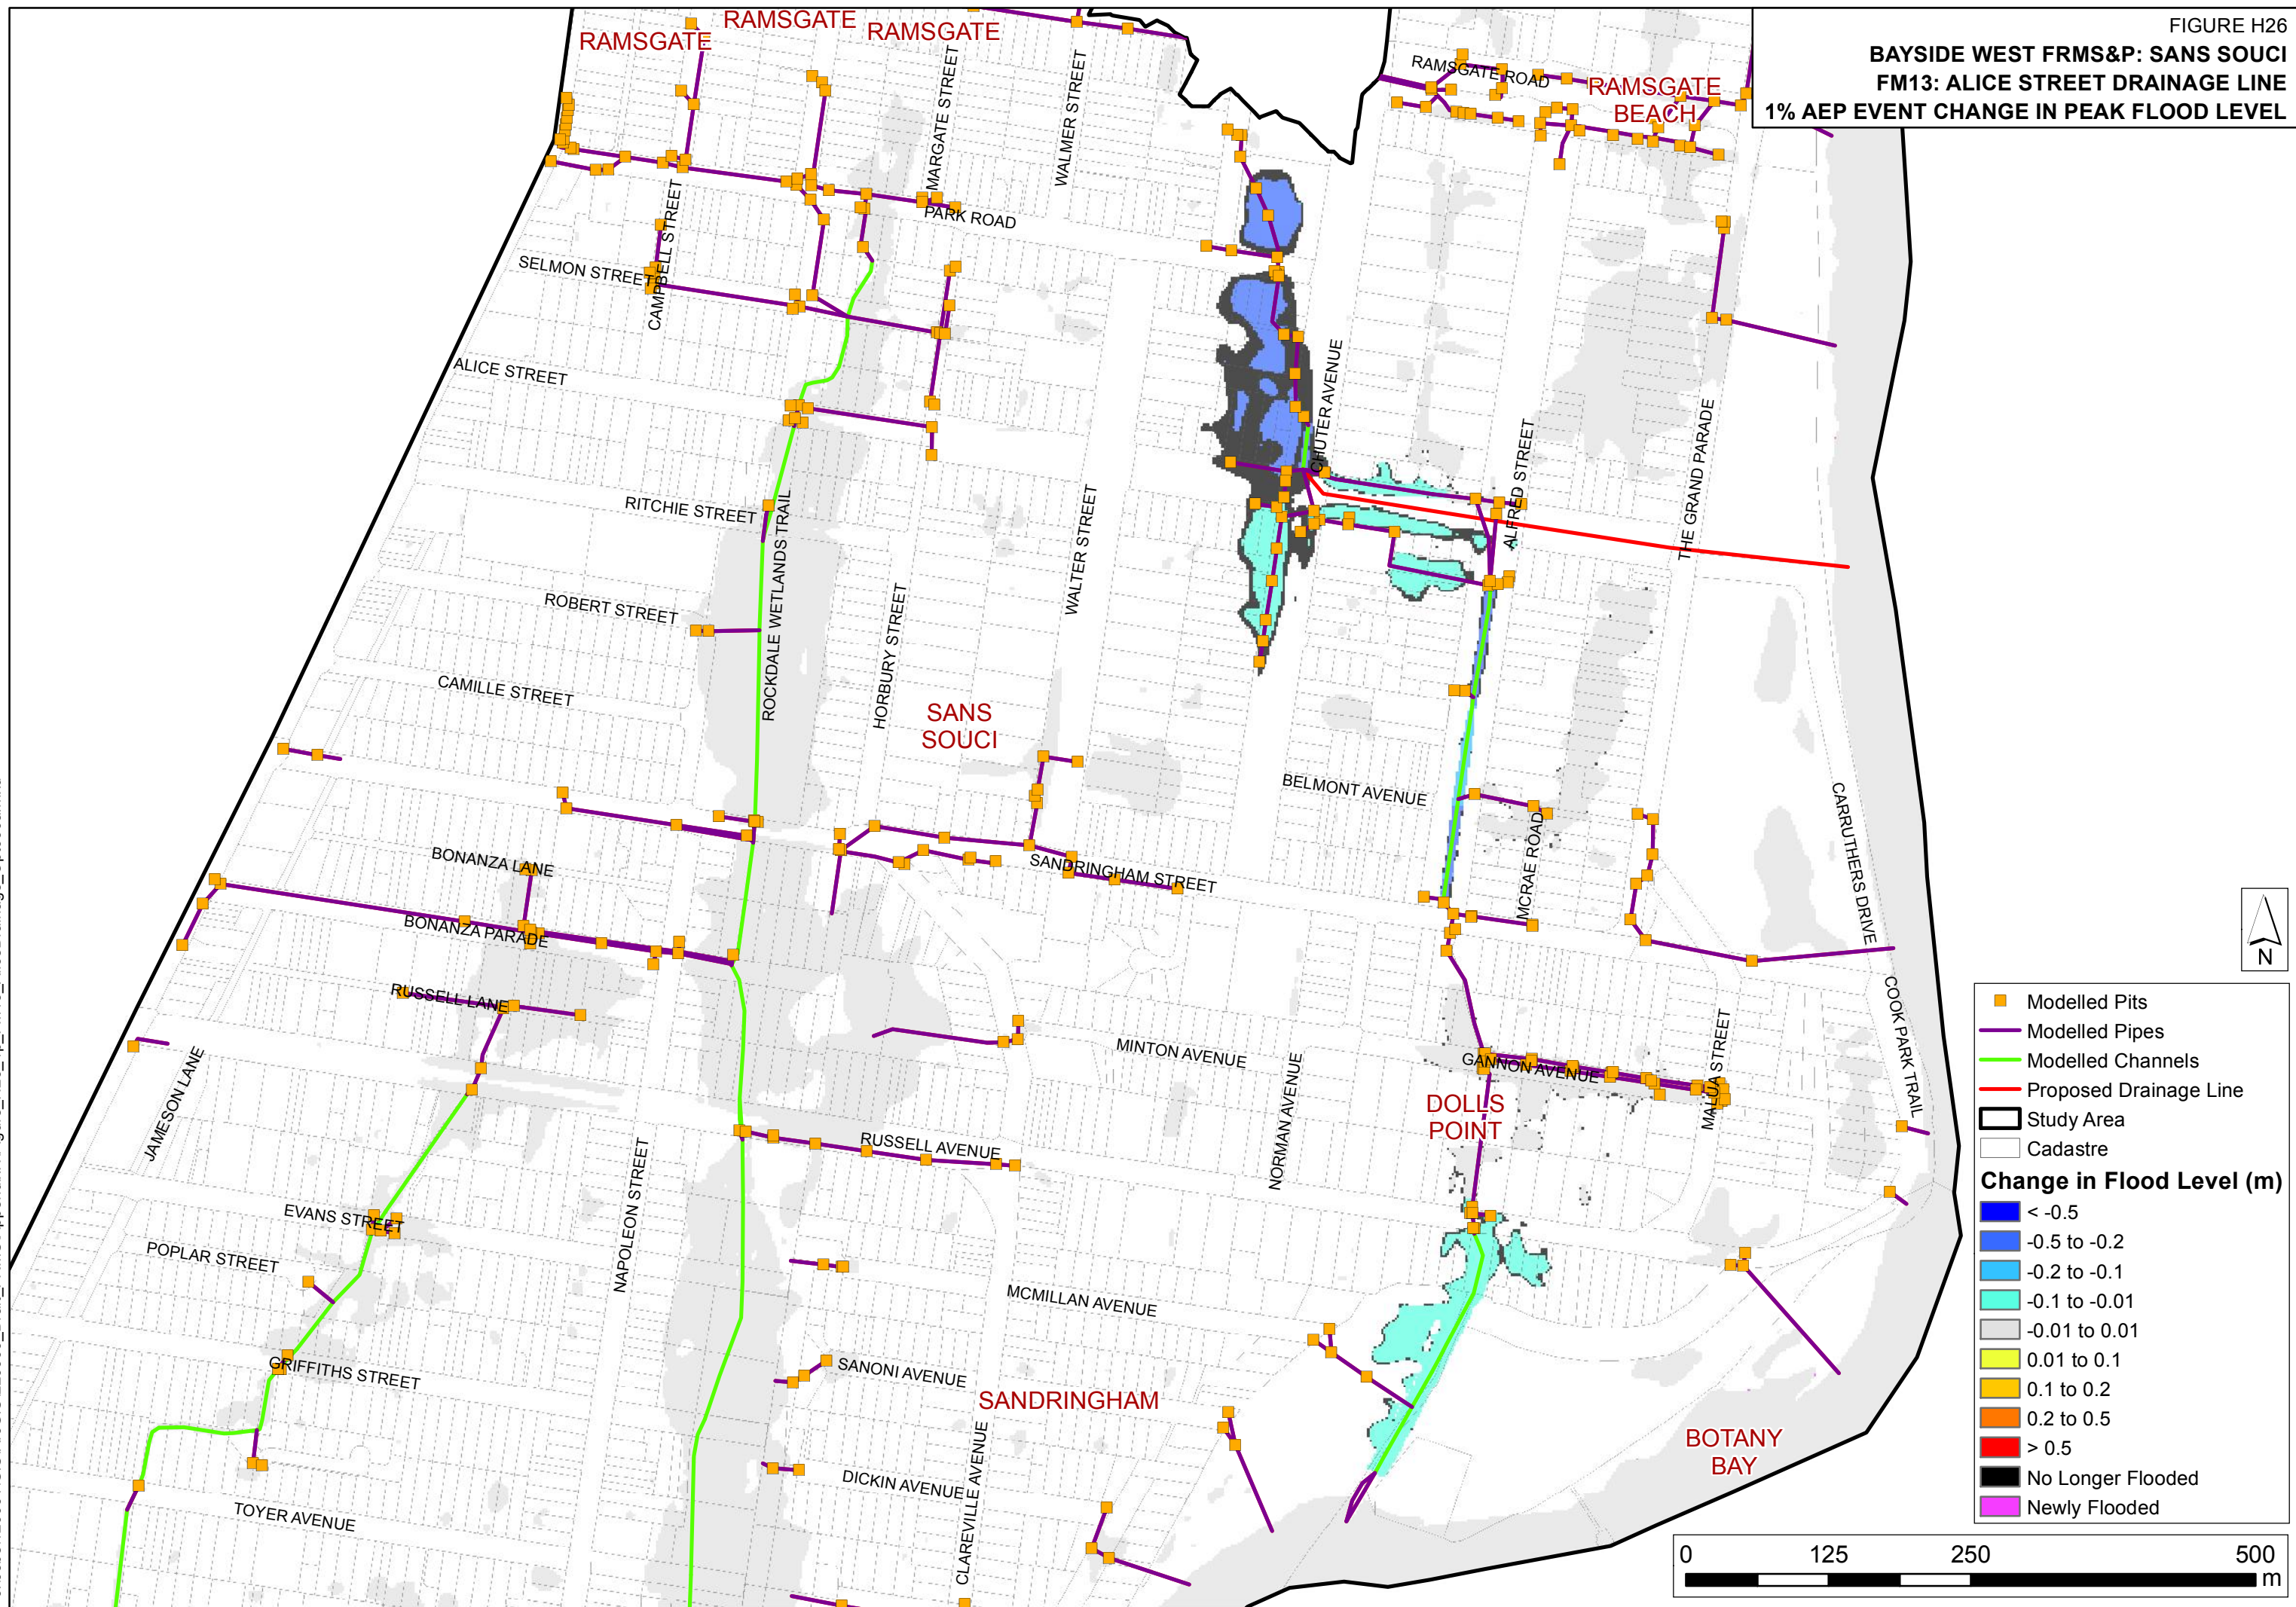 FIGURE H26
BAYSIDE WEST FRMS&P: SANS SOUCI
FM13: ALICE STREET DRAINAGE LINE
1% AEP EVENT CHANGE IN PEAK FLOOD LEVEL
RAMSGATE
RAMSGATE
RAMSGATE
RAMSGATE ROAD
RAMSGATE
BEACH
MARGATE STREET
WALMER STREET
PARK ROAD
CAMPBELL STREET
SELMON STREET
ALICE STREET
CHUTER AVENUE
ALFRED STREET
THE GRAND PARADE
RITCHIE STREET
ROCKDALE WETLANDS TRAIL
WALTER STREET
ROBERT STREET
HORBURY STREET
CAMILLE STREET
SANS
SOUCI
BELMONT AVENUE
MCRAE ROAD
CARRUTHERS DRIVE
SANDRINGHAM STREET
BONANZA LANE
BONANZA PARADE
RUSSELL LANE
MINTON AVENUE
NORMAN AVENUE
GANNON AVENUE
MALUA STREET
COOK PARK TRAIL
DOLLS
POINT
JAMESON LANE
RUSSELL AVENUE
NAPOLEON STREET
EVANS STREET
POPLAR STREET
MCMILLAN AVENUE
GRIFFITHS STREET
SANONI AVENUE
SANDRINGHAM
CLAREVILLE AVENUE
DICKIN AVENUE
TOYER AVENUE
BOTANY
BAY
N
Modelled Pits
Modelled Pipes
Modelled Channels
Proposed Drainage Line
Study Area
Cadastre
Change in Flood Level (m)
< -0.5
-0.5 to -0.2
-0.2 to -0.1
-0.1 to -0.01
-0.01 to 0.01
0.01 to 0.1
0.1 to 0.2
0.2 to 0.5
> 0.5
No Longer Flooded
Newly Flooded
0 125 250 500
m